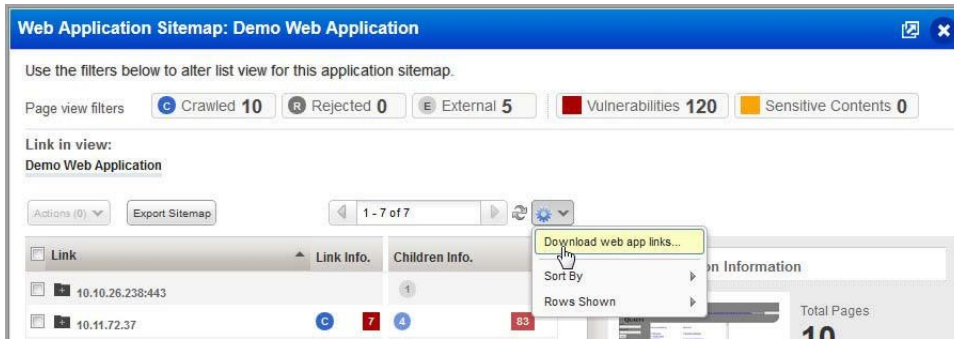 Web Application Sitemap: Demo Web Application
Use the filters below to alter list view for this application sitemap.
Page view filters C Crawled 10 R Rejected 0 E External 5 Vulnerabilities 120 Sensitive Contents 0
Link in view:
Demo Web Application
Actions (0) Export Sitemap 1 - 7 of 7
Download web app links...
Sort By
Rows Shown
Link Link Info. Children Info.
on Information
10.10.26.238:443 1
10.11.72.37 C 7 4 83
Total Pages
10